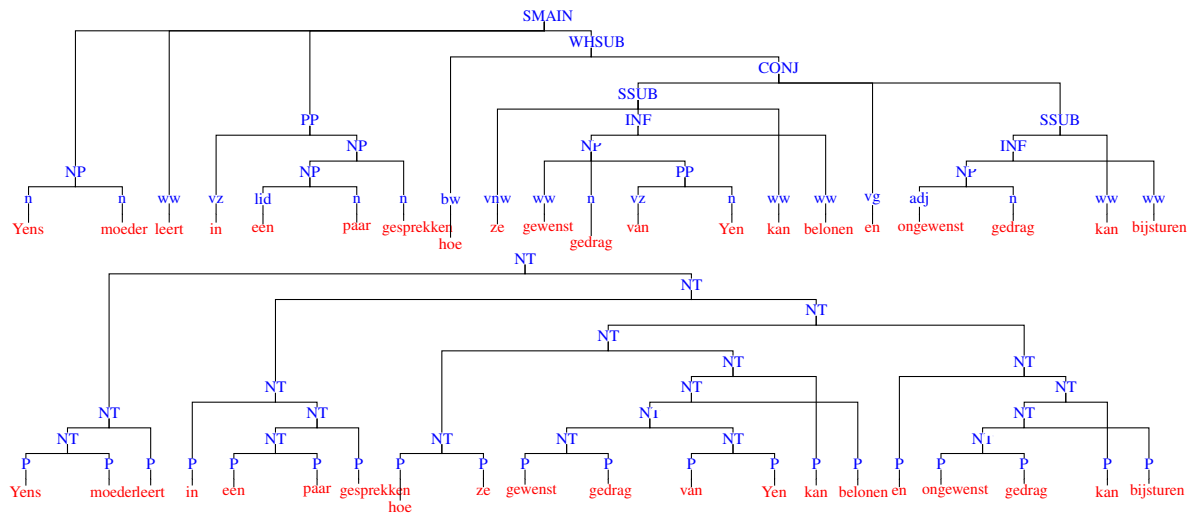 SMAIN
WHSUB
CONJ
SSUB
PP INF SSUB
NP NP INF
NP NP PP NP
n n ww vz lid n n bw vnw ww n vz n ww ww vg adj n ww ww
Yens moeder leert in een paar gesprekken hoe ze gewenst gedrag van Yen kan belonen en ongewenst gedrag kan bijsturen
NT
NT
NT
NT
NT NT
NT NT NT
NT NT NT NT
NT NT NT NT NT NT
P P P P P P P P P P P P P P P P P P P P
Yens moeder leert in een paar gesprekken hoe ze gewenst gedrag van Yen kan belonen en ongewenst gedrag kan bijsturen